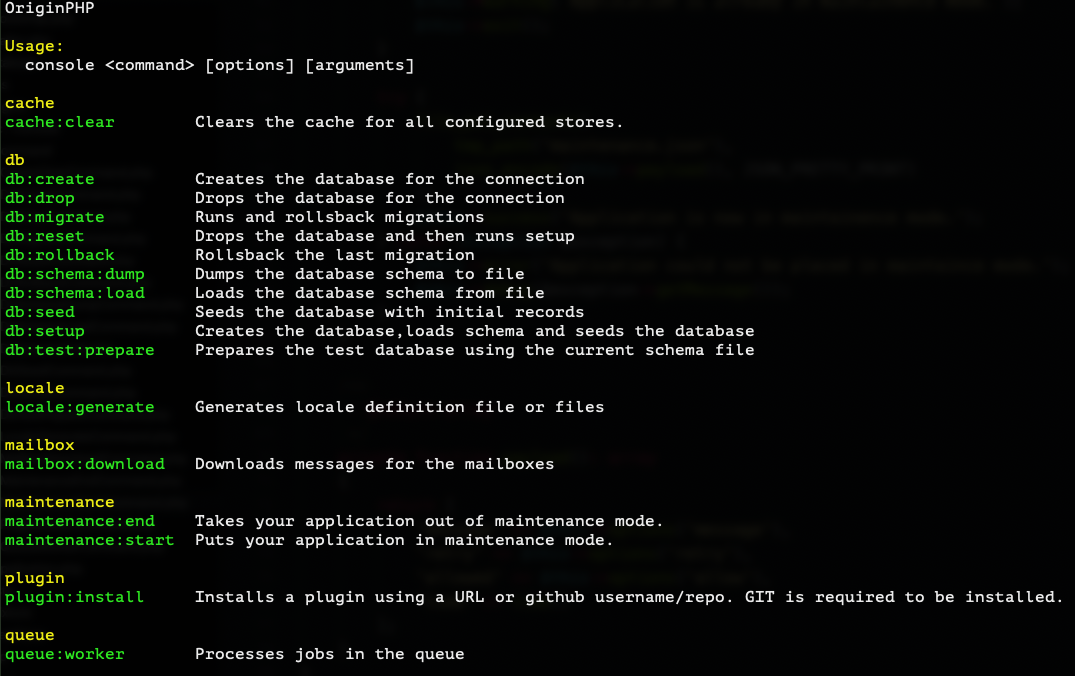 OriginPHP
Usage:
console <command> [options] [arguments]
cache
cache:clear Clears the cache for all configured stores.
db
db:create Creates the database for the connection
db:drop Drops the database for the connection
db:migrate Runs and rollsback migrations
db:reset Drops the database and then runs setup
db:rollback Rollsback the last migration
db:schema:dump Dumps the database schema to file
db:schema:load Loads the database schema from file
db:seed Seeds the database with initial records
db:setup Creates the database,loads schema and seeds the database
db:test:prepare Prepares the test database using the current schema file
locale
locale:generate Generates locale definition file or files
mailbox
mailbox:download Downloads messages for the mailboxes
maintenance
maintenance:end Takes your application out of maintenance mode.
maintenance:start Puts your application in maintenance mode.
plugin
plugin:install Installs a plugin using a URL or github username/repo. GIT is required to be installed.
queue
queue:worker Processes jobs in the queue